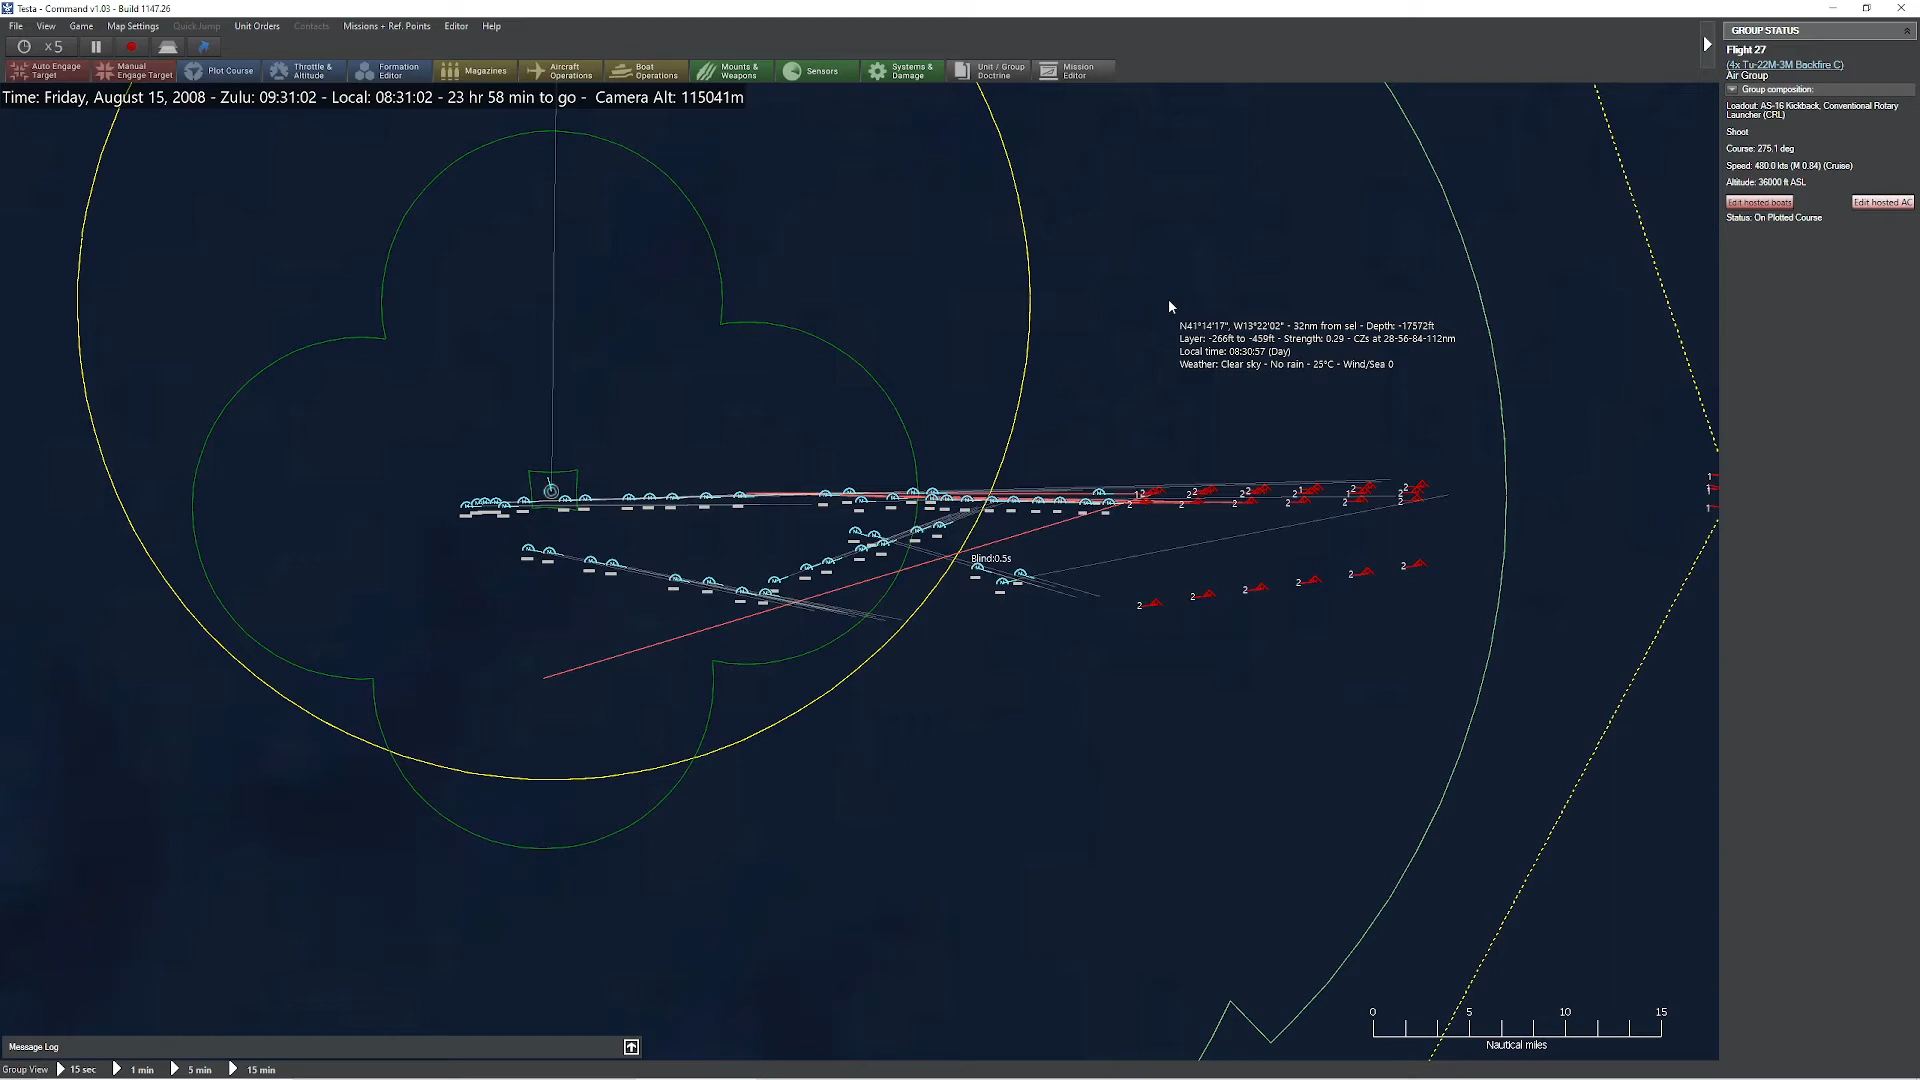 Testa - Command v1.03 - Build 1147.26
File View Game Map Settings Quick Jump Unit Orders Contacts Missions + Ref. Points Editor Help
x5
Auto Engage Target
Manual Engage Target
Plot Course
Throttle & Altitude
Formation Editor
Magazines
Aircraft Operations
Boat Operations
Mounts & Weapons
Sensors
Systems & Damage
Unit / Group Doctrine
Mission Editor
Time: Friday, August 15, 2008 - Zulu: 09:31:02 - Local: 08:31:02 - 23 hr 58 min to go - Camera Alt: 115041m
N41°14'17", W13°22'02" - 32nm from sel - Depth: -17572ft
Layer: -266ft to -459ft - Strength: 0.29 - CZs at 28-56-84-112nm
Local time: 08:30:57 (Day)
Weather: Clear sky - No rain - 25°C - Wind/Sea 0
Blind:0.5s
2 2 2 2 2 2
0 5 10 15
Nautical miles
Message Log
Group View 15 sec 1 min 5 min 15 min
GROUP STATUS
Flight 27
(4x Tu-22M-3M Backfire C)
Air Group
Group composition:
Loadout: AS-16 Kickback, Conventional Rotary
Launcher (CRL)
Shoot
Course: 275.1 deg
Speed: 480.0 kts (M 0.84) (Cruise)
Altitude: 36000 ft ASL
Edit hosted boats Edit hosted AC
Status: On Plotted Course